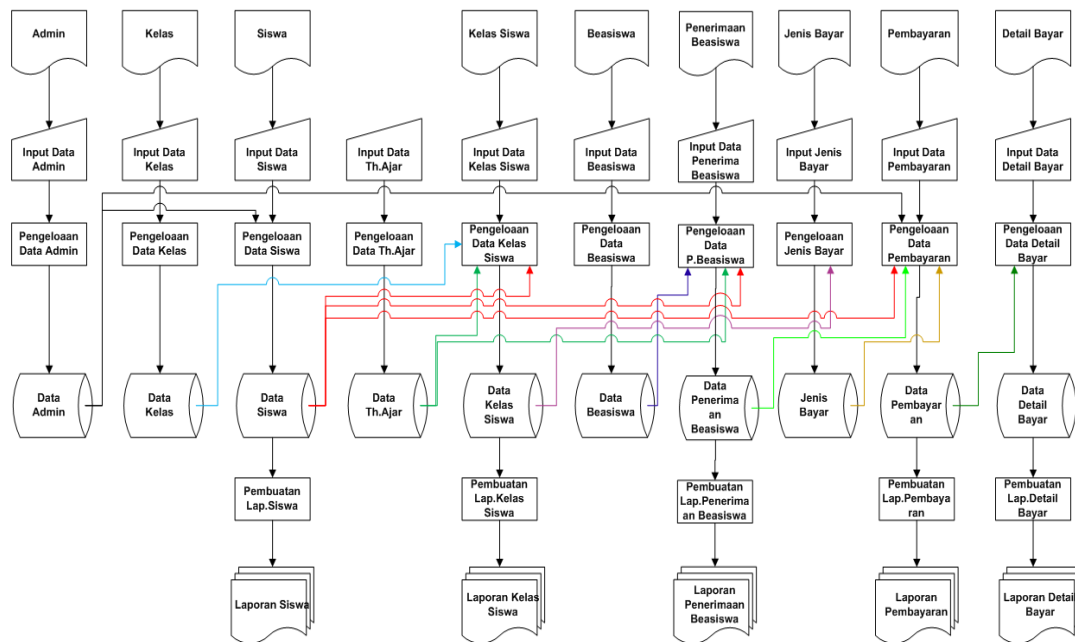 Admin
Kelas
Siswa
Kelas Siswa
Beasiswa
Penerimaan
Beasiswa
Jenis Bayar
Pembayaran
Detail Bayar
Input Data
Admin
Input Data
Kelas
Input Data
Siswa
Input Data
Th.Ajar
Input Data
Kelas Siswa
Input Data
Beasiswa
Input Data
Penerima
Beasiswa
Input Jenis
Bayar
Input Data
Pembayaran
Input Data
Detail Bayar
Pengeloaan
Data Admin
Pengeloaan
Data Kelas
Pengeloaan
Data Siswa
Pengeloaan
Data Th.Ajar
Pengeloaan
Data Kelas
Siswa
Pengeloaan
Data
Beasiswa
Pengeloaan
Data
P.Beasiswa
Pengeloaan
Jenis Bayar
Pengeloaan
Data
Pembayaran
Pengeloaan
Data Detail
Bayar
Data
Admin
Data
Kelas
Data
Siswa
Data
Th.Ajar
Data
Kelas
Siswa
Data
Beasiswa
Data
Penerima
an
Beasiswa
Jenis
Bayar
Data
Pembayar
an
Data
Detail
Bayar
Pembuatan
Lap.Siswa
Pembuatan
Lap.Kelas
Siswa
Pembuatan
Lap.Penerima
an Beasiswa
Pembuatan
Lap.Pembaya
ran
Pembuatan
Lap.Detail
Bayar
Laporan Siswa
Laporan Kelas
Siswa
Laporan
Penerimaan
Beasiswa
Laporan
Pembayaran
Laporan Detail
Bayar